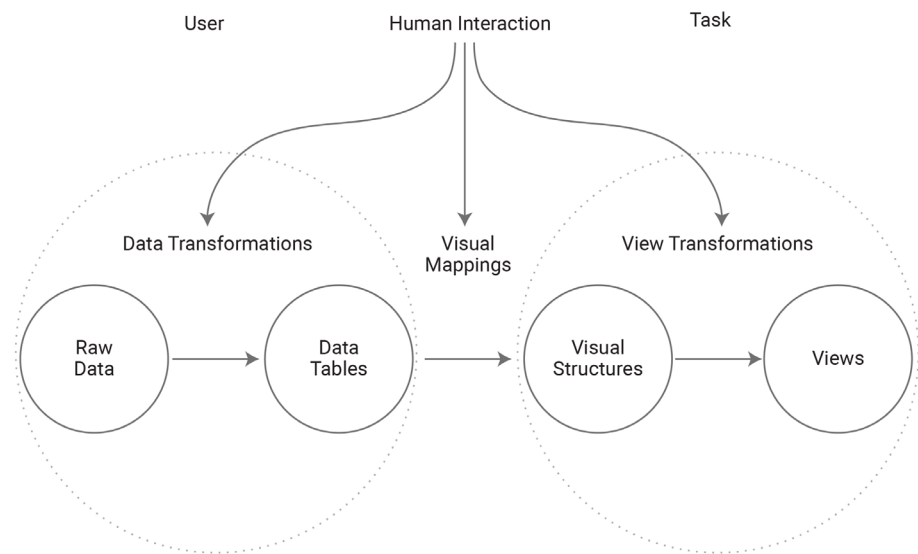 User
Human Interaction
Task
Data Transformations
Visual
Mappings
View Transformations
Raw
Data
Data
Tables
Visual
Structures
Views